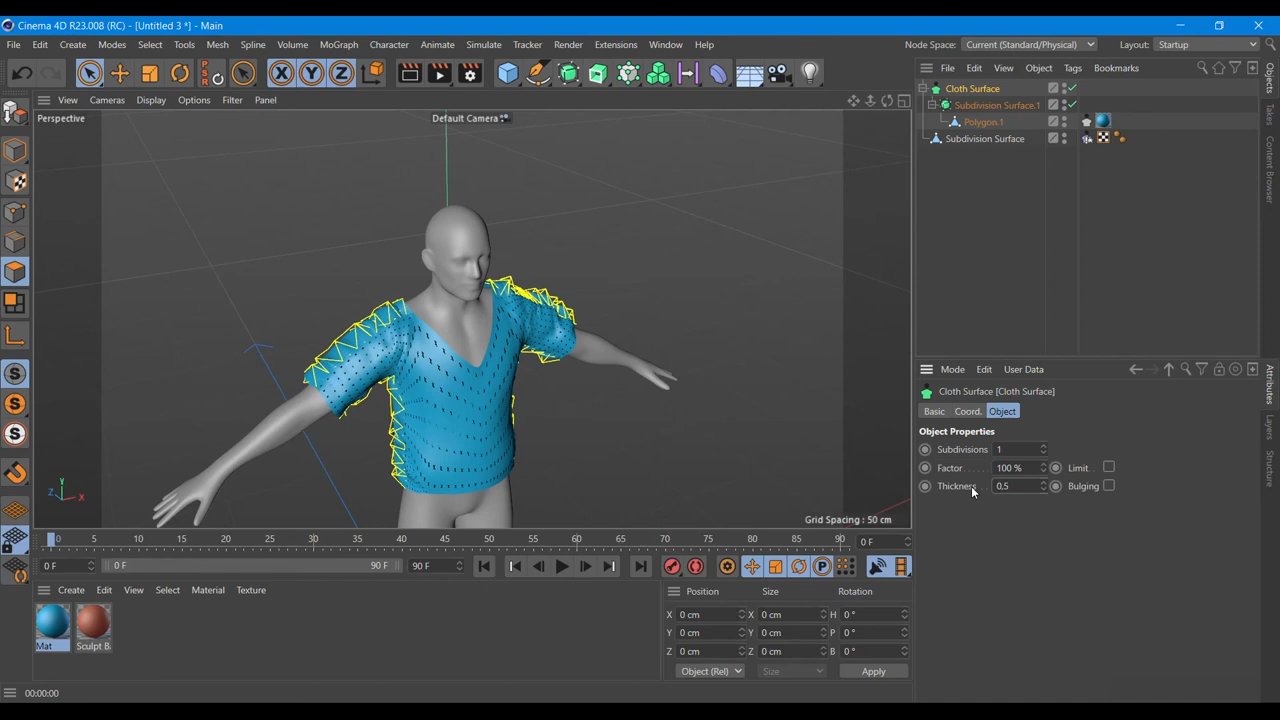 Cinema 4D R23.008 (RC) - [Untitled 3 *] - Main
File Edit Create Modes Select Tools Mesh Spline Volume MoGraph Character Animate Simulate Tracker Render Extensions Window Help Node Space: Current (Standard/Physical) Layout: Startup
View Cameras Display Options Filter Panel
File Edit View Object Tags Bookmarks
Perspective
Default Camera
Cloth Surface
Subdivision Surface.1
Polygon.1
Subdivision Surface
Objects
Takes
Content Browser
Mode Edit User Data
Cloth Surface [Cloth Surface]
Basic Coord. Object
Object Properties
Subdivisions 1
Factor 100 % Limit
Thickness 0,5 Bulging
Attributes
Layers
Structure
Y
Z
X
Grid Spacing : 50 cm
0 5 10 15 20 25 30 35 40 45 50 55 60 65 70 75 80 85 90 0 F
0 F 0 F 90 F 90 F
Create Edit View Select Material Texture
Mat
Sculpt B
Position Size Rotation
X 0 cm X 0 cm H 0 °
Y 0 cm Y 0 cm P 0 °
Z 0 cm Z 0 cm B 0 °
Object (Rel) Size Apply
00:00:00